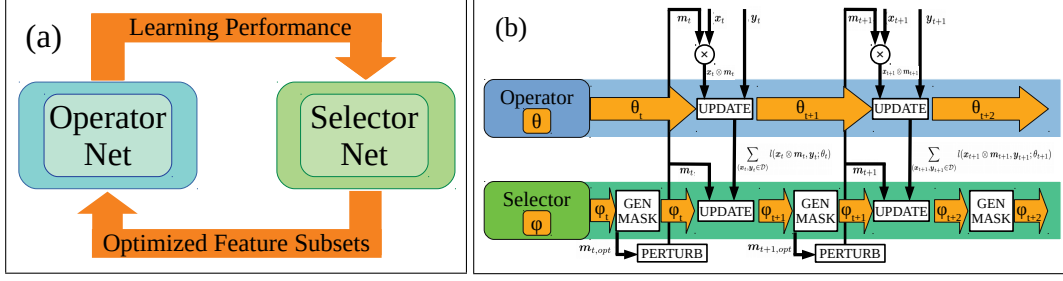 (a)
Learning Performance
Operator
Net
Selector
Net
Optimized Feature Subsets
(b)
m_t x_t y_t m_{t+1} x_{t+1} y_{t+1}
× ×
x_t ⊗ m_t x_{t+1} ⊗ m_{t+1}
Operator
θ
θ_t UPDATE θ_{t+1} UPDATE θ_{t+2}
∑_{(x_t,y_t∈𝒟)} l(x_t ⊗ m_t, y_t; θ_t) ∑_{(x_{t+1},y_{t+1}∈𝒟)} l(x_{t+1} ⊗ m_{t+1}, y_{t+1}; θ_{t+1})
m_t m_{t+1}
Selector
φ
φ_t GEN MASK φ_t UPDATE φ_{t+1} GEN MASK φ_{t+1} UPDATE φ_{t+2} GEN MASK φ_{t+2}
m_{t,opt} PERTURB m_{t+1,opt} PERTURB